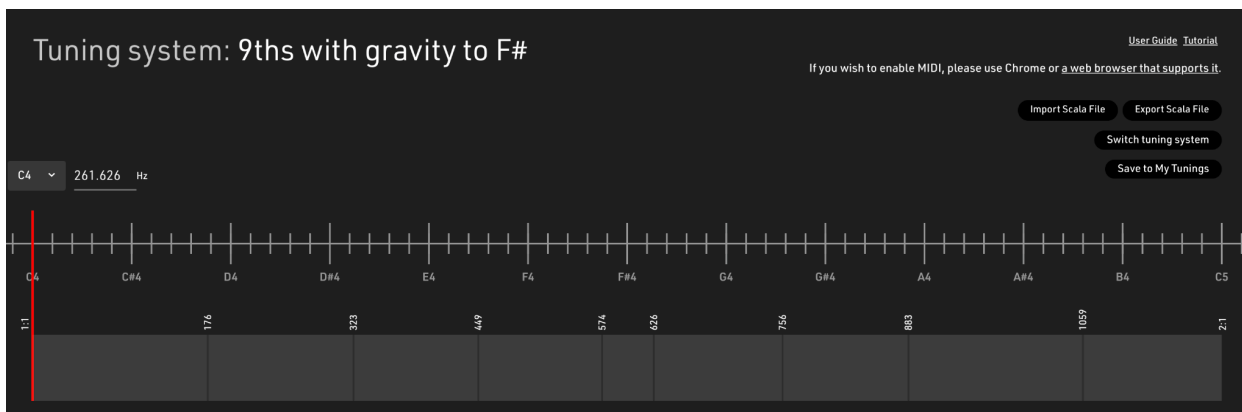 Tuning system: 9ths with gravity to F#
User Guide Tutorial
If you wish to enable MIDI, please use Chrome or a web browser that supports it.
Import Scala File Export Scala File
Switch tuning system
Save to My Tunings
C4 261.626 Hz
C4 C#4 D4 D#4 E4 F4 F#4 G4 G#4 A4 A#4 B4 C5
1:1 176 323 449 574 626 756 883 1059 2:1